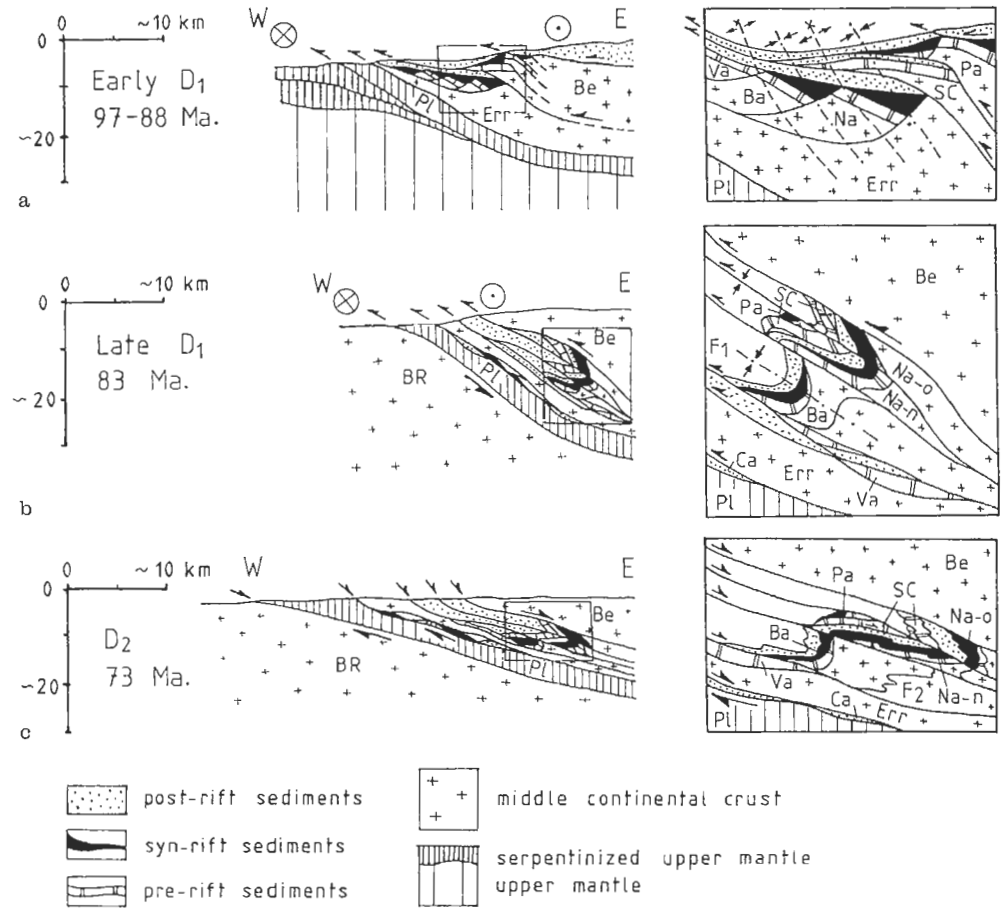 0 ~10 km
W E
0
Early D1
97-88 Ma.
~20
a
Pl Err Be
Va Ba Na SC Pa Err Pl
0 ~10 km
W E
0
Late D1
83 Ma.
~20
b
BR Pl Be
Be SC Pa F1 Na-o Na-n Ba Ca Err Va Pl
0 ~10 km
W E
0
D2
73 Ma.
~20
c
BR Pl Be
Be Pa SC Na-o Ba Va F2 Na-n Ca Err Pl
post-rift sediments
syn-rift sediments
pre-rift sediments
middle continental crust
serpentinized upper mantle
upper mantle